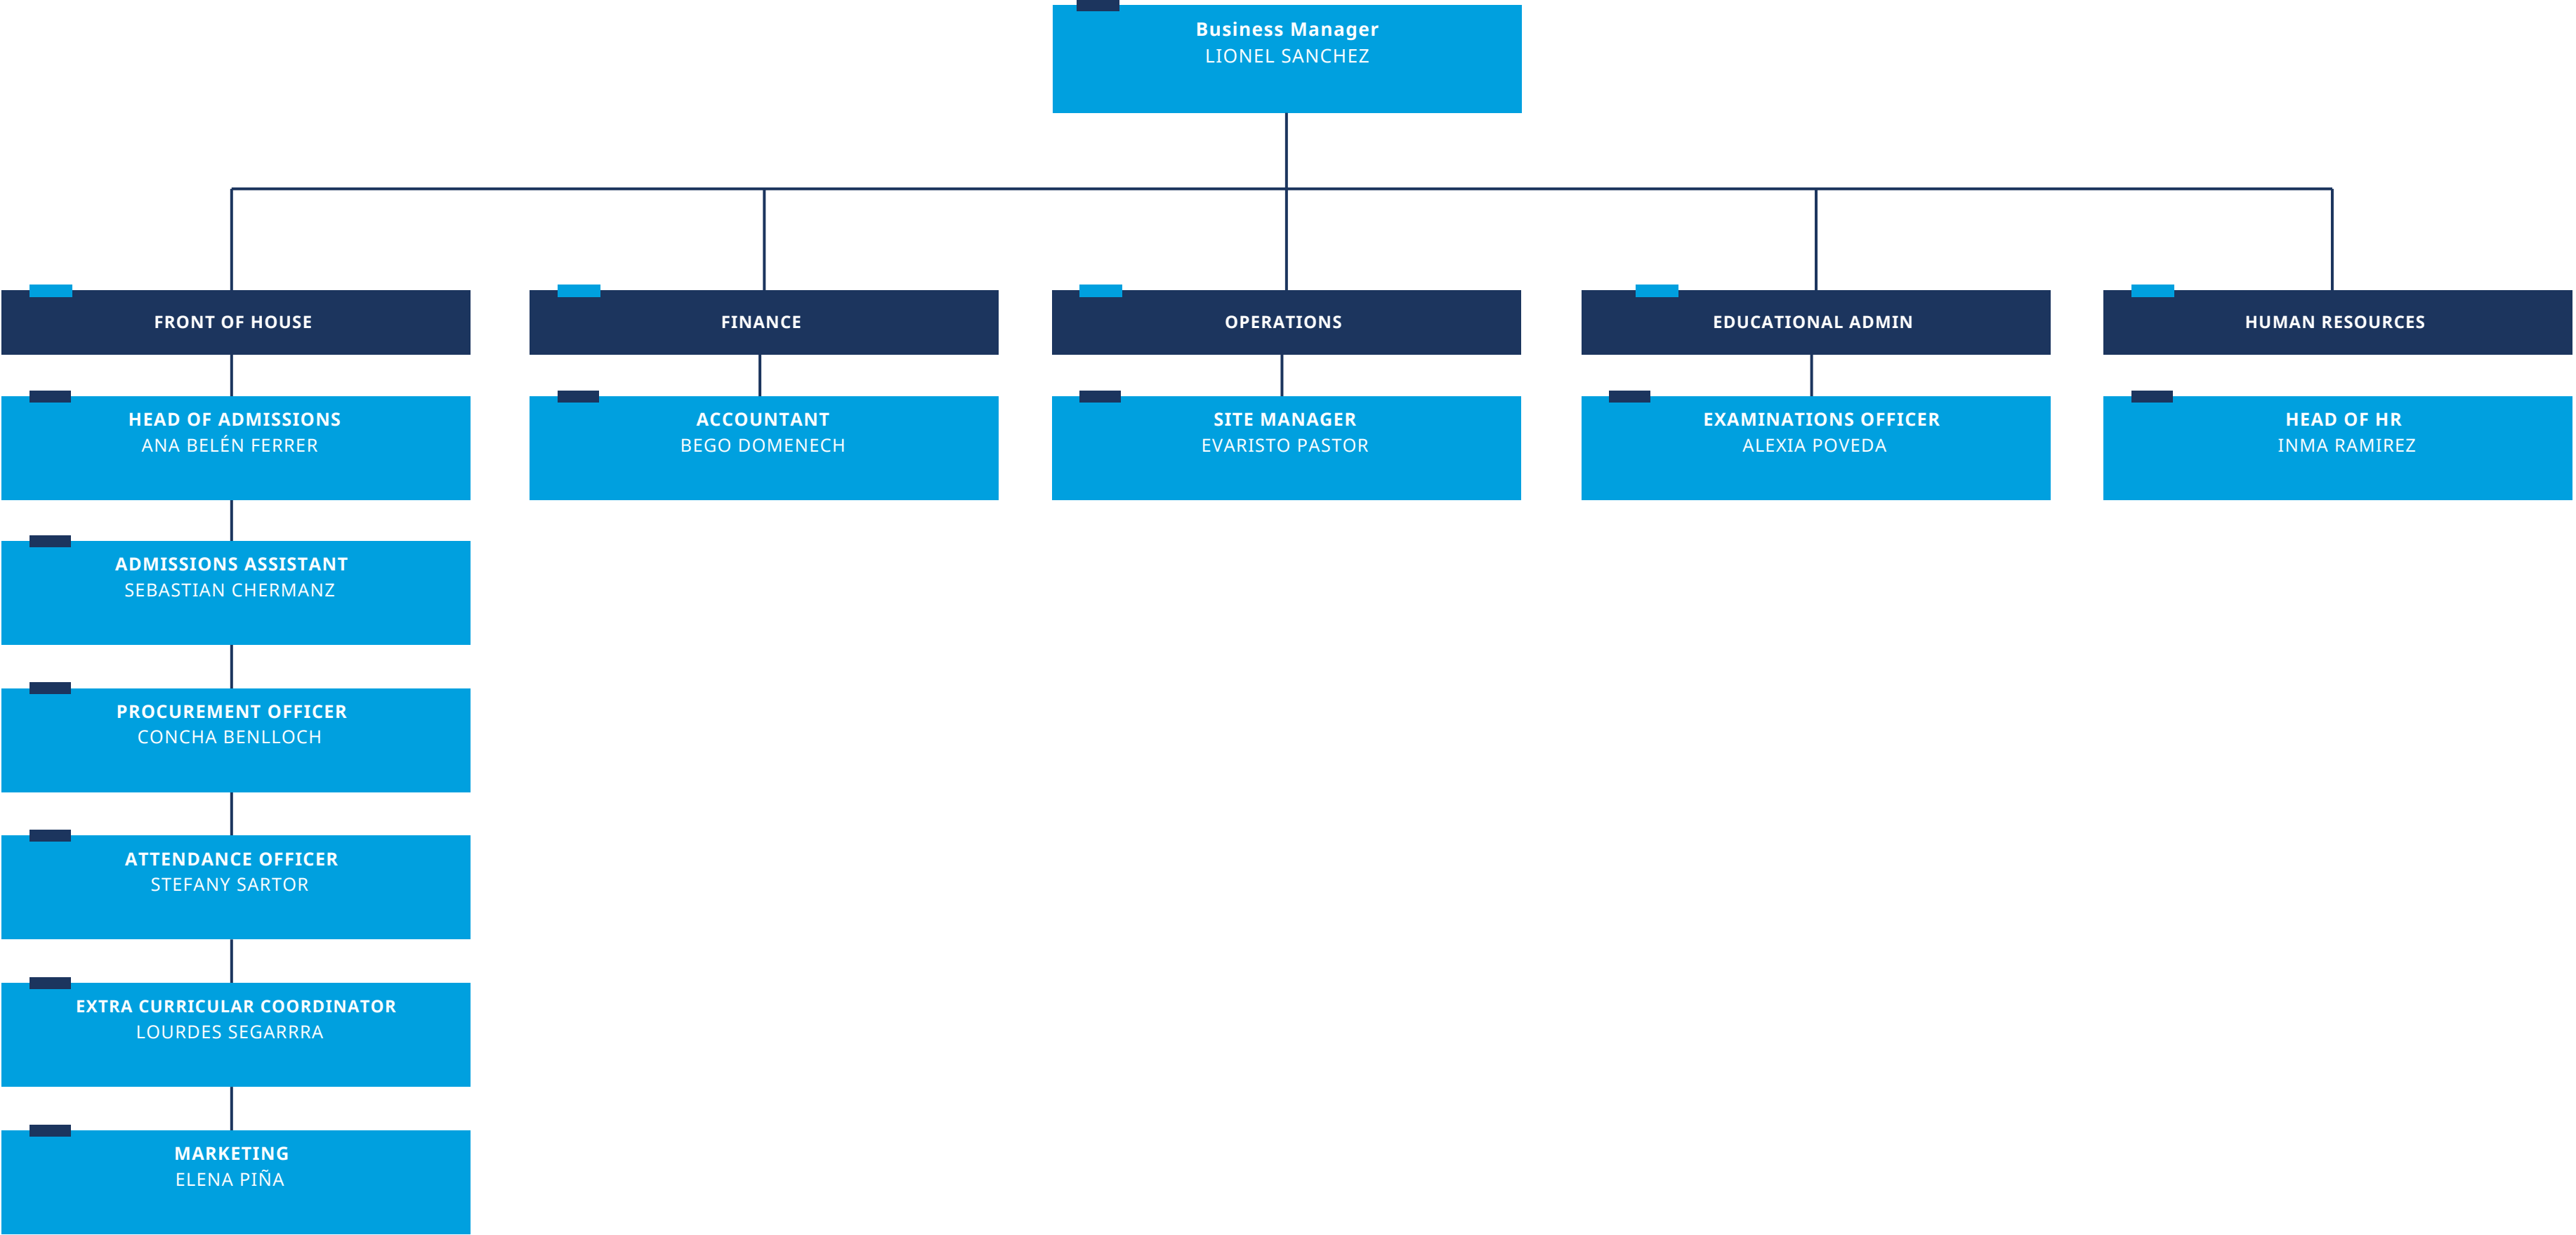 Business Manager
LIONEL SANCHEZ
FRONT OF HOUSE
FINANCE
OPERATIONS
EDUCATIONAL ADMIN
HUMAN RESOURCES
HEAD OF ADMISSIONS
ANA BELÉN FERRER
ACCOUNTANT
BEGO DOMENECH
SITE MANAGER
EVARISTO PASTOR
EXAMINATIONS OFFICER
ALEXIA POVEDA
HEAD OF HR
INMA RAMIREZ
ADMISSIONS ASSISTANT
SEBASTIAN CHERMANZ
PROCUREMENT OFFICER
CONCHA BENLLOCH
ATTENDANCE OFFICER
STEFANY SARTOR
EXTRA CURRICULAR COORDINATOR
LOURDES SEGARRRA
MARKETING
ELENA PIÑA